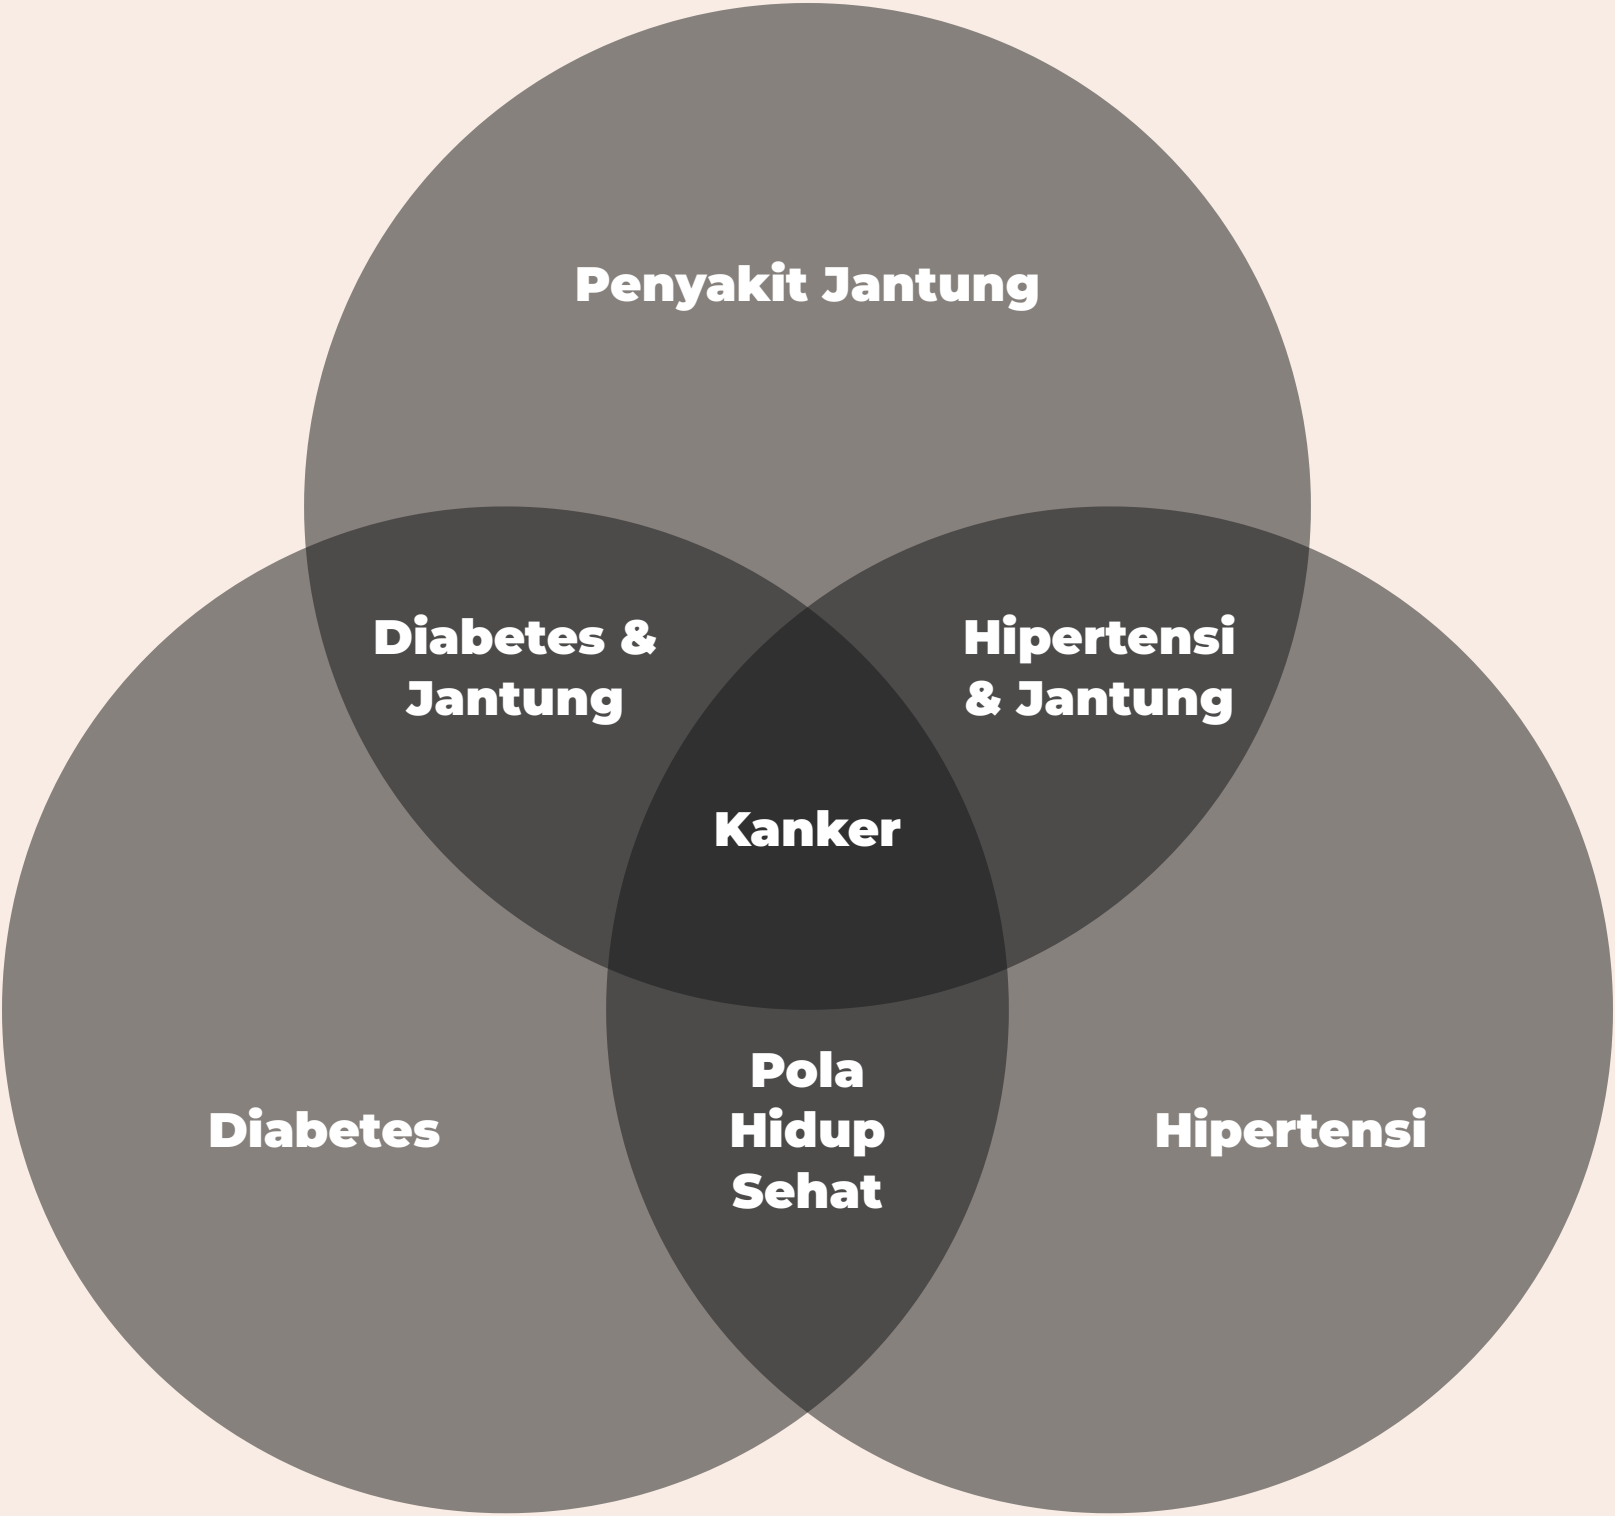 Penyakit Jantung
Diabetes &
Jantung
Hipertensi
& Jantung
Kanker
Diabetes
Pola
Hidup
Sehat
Hipertensi